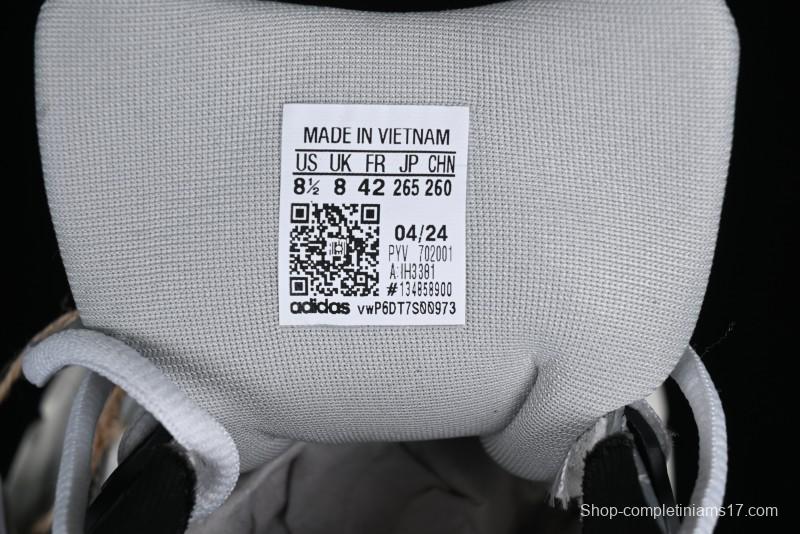 MADE IN VIETNAM
US UK FR JP CHN
8½ 8 42 265 260
04/24
PYV 702001
A:IH3381
#134858900
adidas vwP6DT7S00973
Shop-completiniams17.com